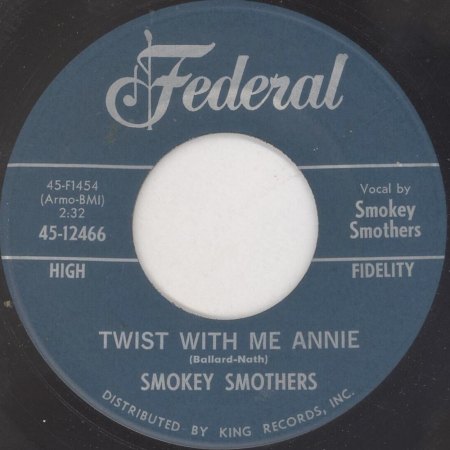 Federal
45-F1454
(Armo-BMI)
2:32
45-12466
Vocal by
Smokey
Smothers
HIGH
FIDELITY
TWIST WITH ME ANNIE
(Ballard-Nath)
SMOKEY SMOTHERS
DISTRIBUTED BY KING RECORDS, INC.